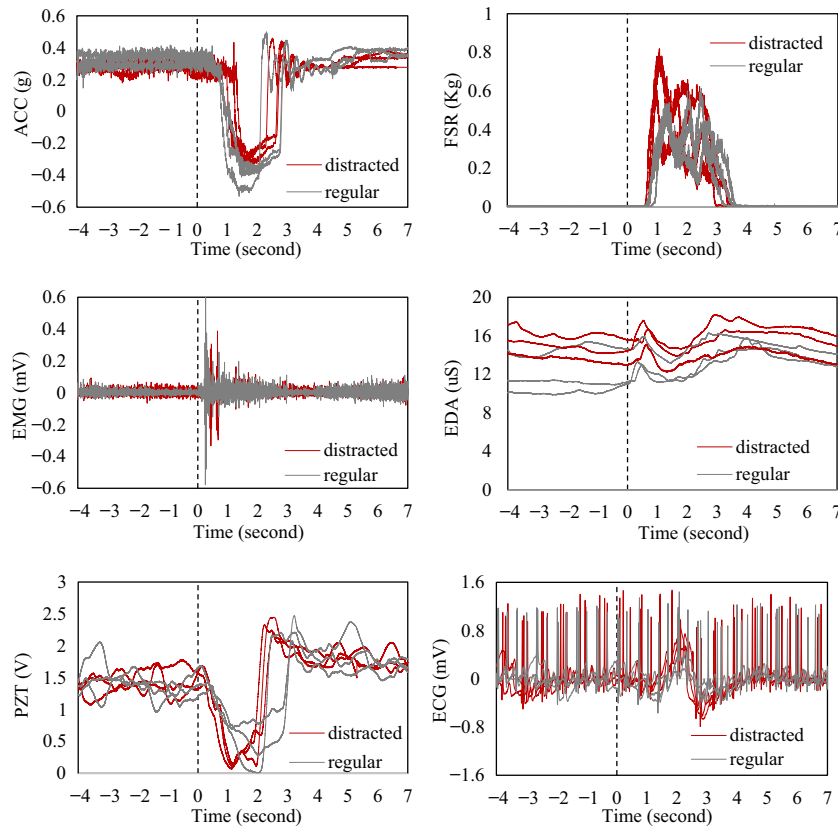 0.6
0.4
0.2
0
−0.2
−0.4
−0.6
ACC (g)
distracted
regular
−4 −3 −2 −1 0 1 2 3 4 5 6 7
Time (second)
1
0.8
0.6
0.4
0.2
0
FSR (Kg)
distracted
regular
−4 −3 −2 −1 0 1 2 3 4 5 6 7
Time (second)
0.6
0.4
0.2
0
−0.2
−0.4
−0.6
EMG (mV)
distracted
regular
−4 −3 −2 −1 0 1 2 3 4 5 6 7
Time (second)
20
16
12
8
4
0
EDA (uS)
distracted
regular
−4 −3 −2 −1 0 1 2 3 4 5 6 7
Time (second)
3
2.5
2
1.5
1
0.5
0
PZT (V)
distracted
regular
−4 −3 −2 −1 0 1 2 3 4 5 6 7
Time (second)
1.6
0.8
0
−0.8
−1.6
ECG (mV)
distracted
regular
−4 −3 −2 −1 0 1 2 3 4 5 6 7
Time (second)